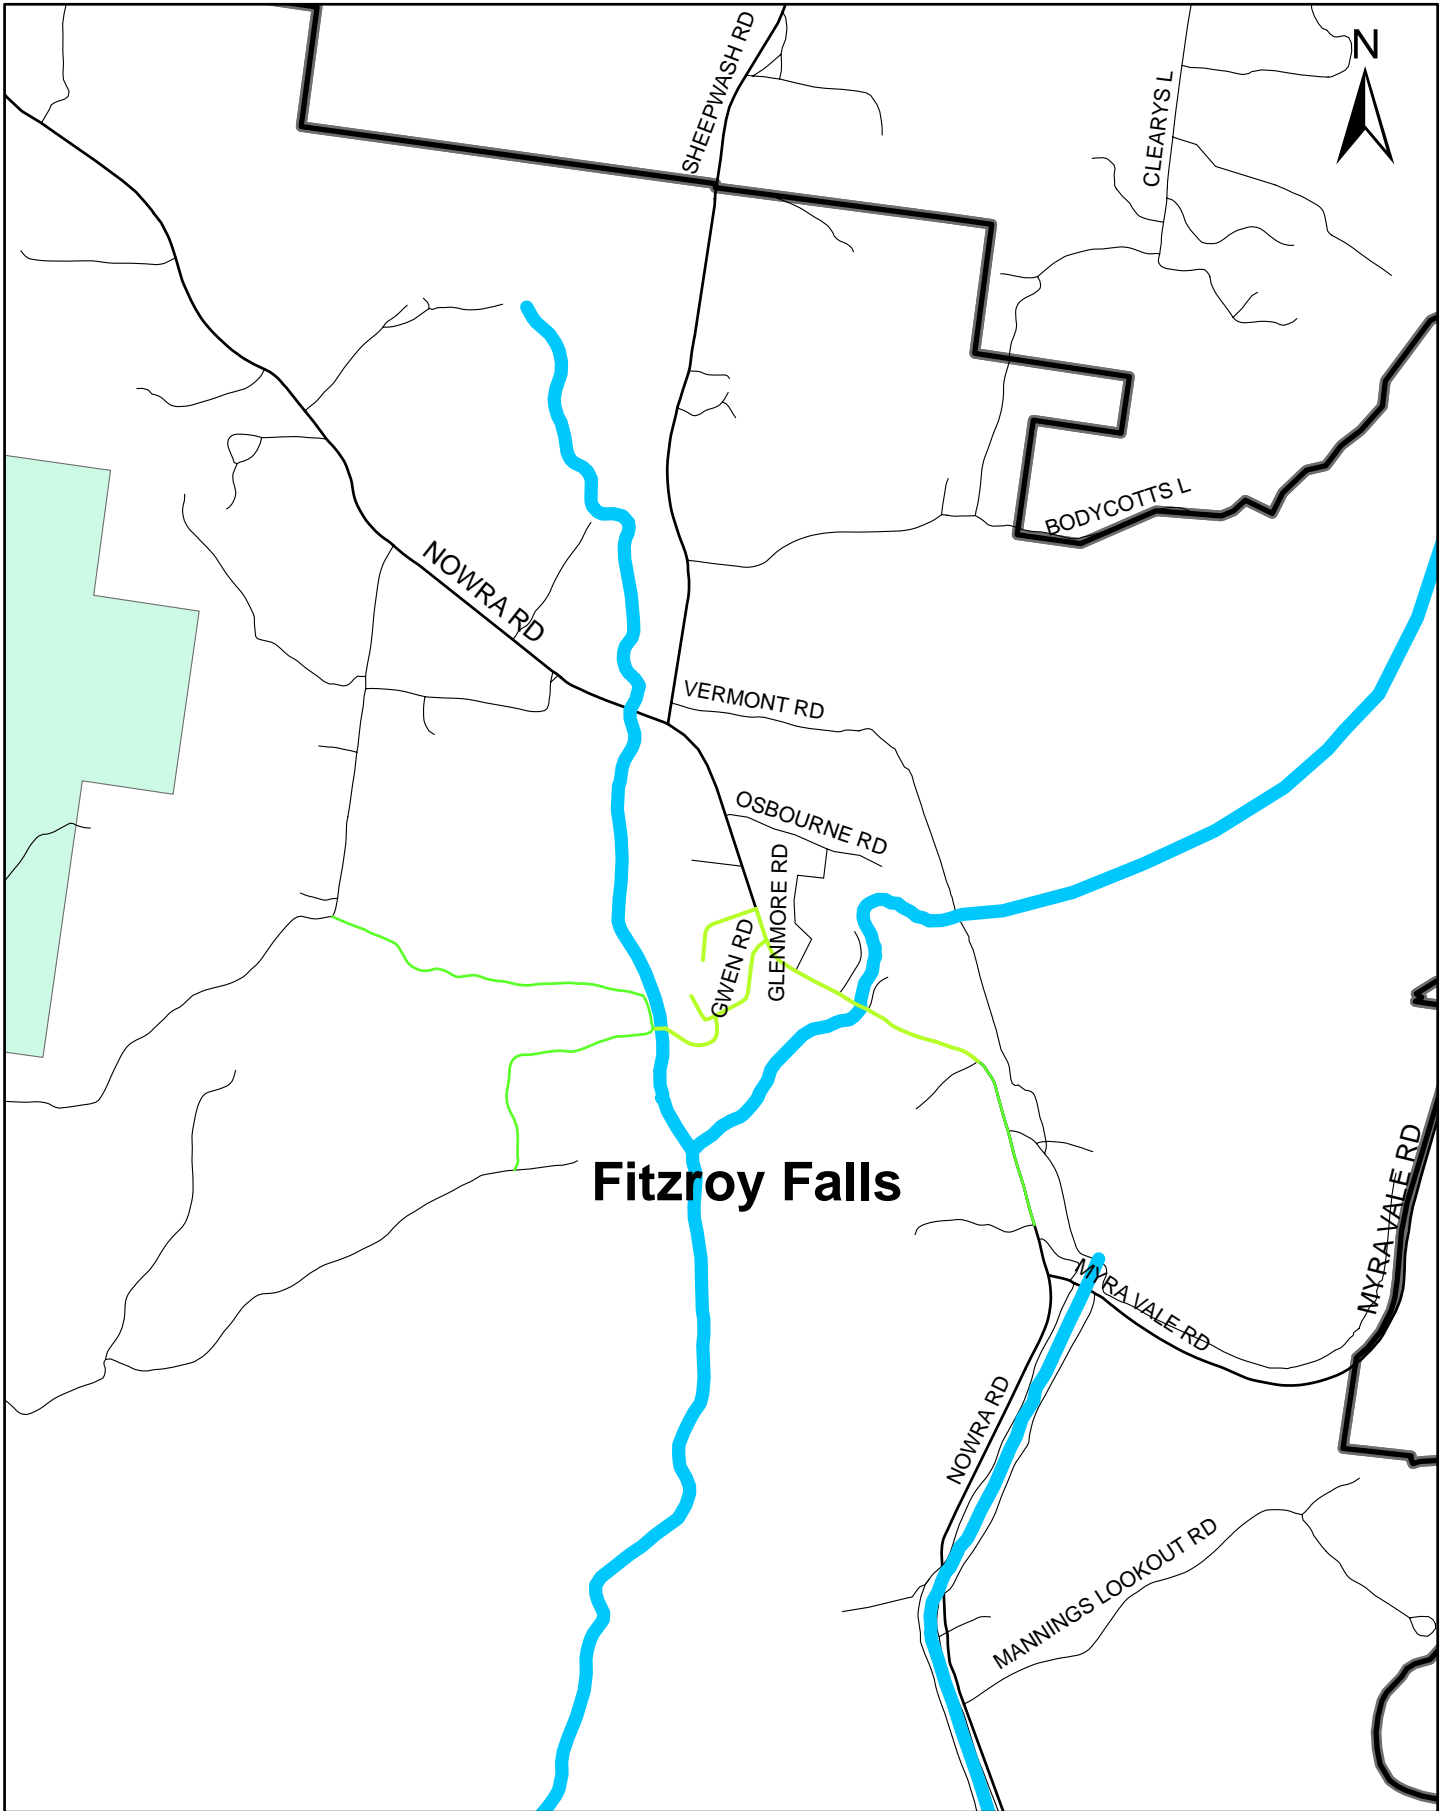 N
SHEEPWASH RD
CLEARYS L
BODYCOTTS L
NOWRA RD
VERMONT RD
OSBOURNE RD
GLENMORE RD
GWEN RD
Fitzroy Falls
MYRA VALE RD
MYRA VALE RD
NOWRA RD
MANNINGS LOOKOUT RD